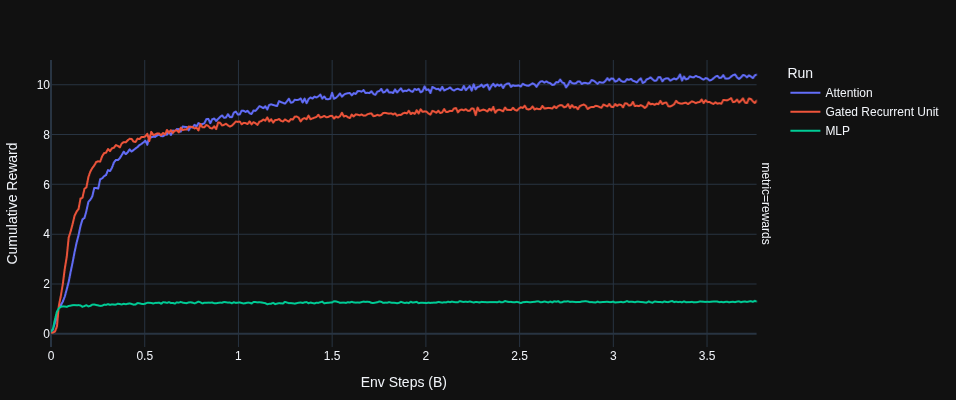 Run
Attention
Gated Recurrent Unit
MLP
metric=rewards
Cumulative Reward
10
8
6
4
2
0
0 0.5 1 1.5 2 2.5 3 3.5
Env Steps (B)